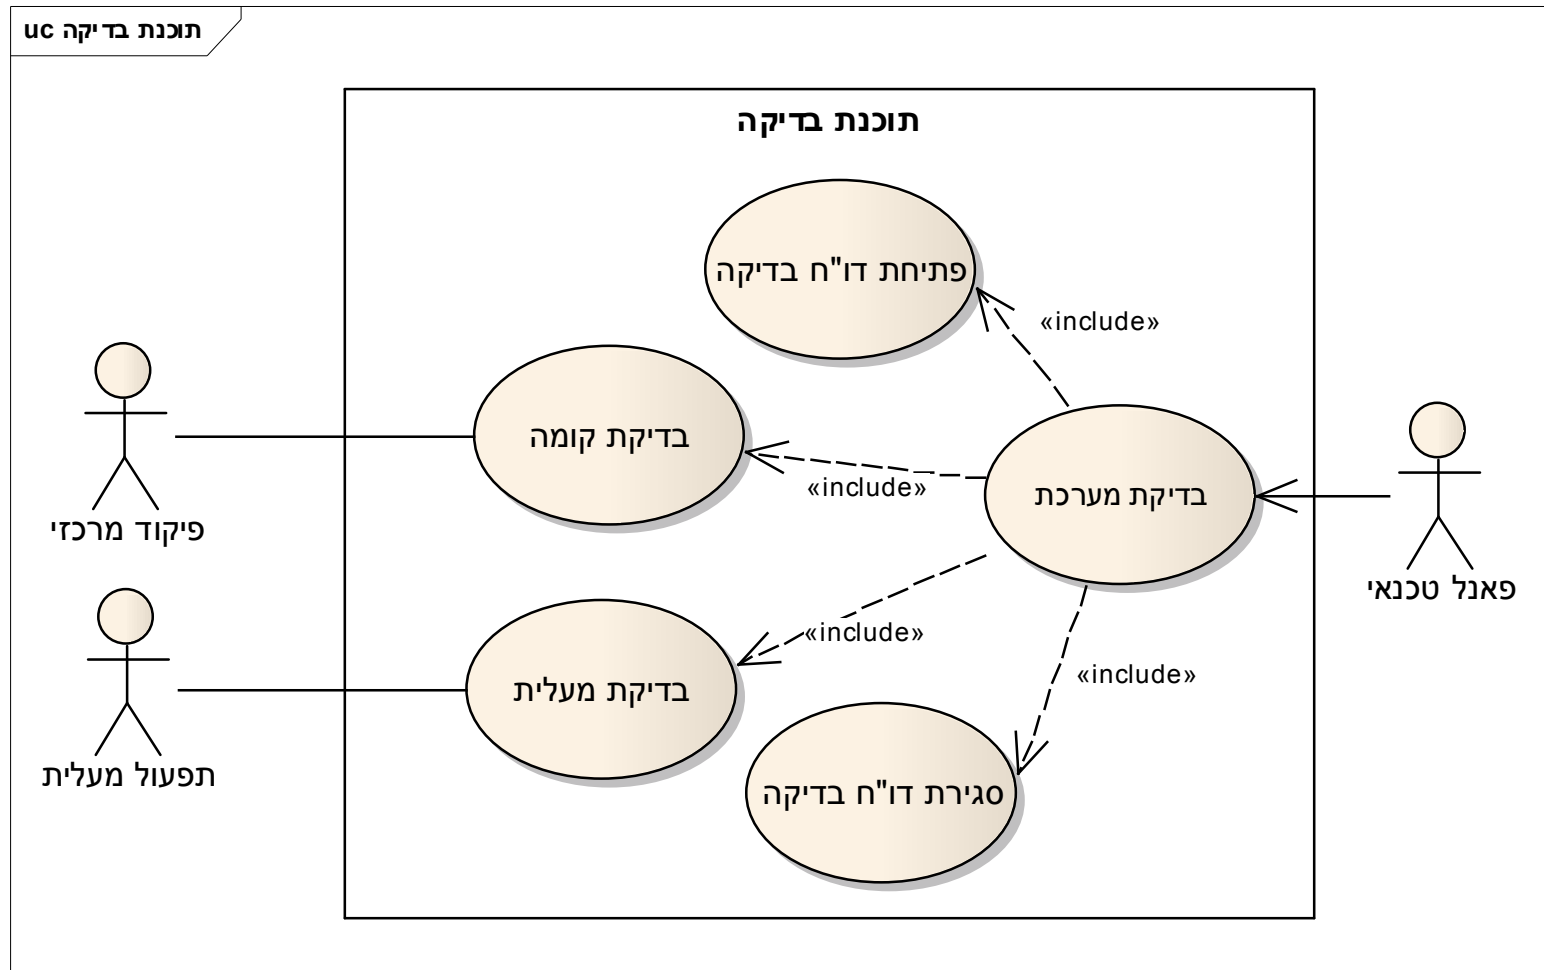 uc תוכנת בדיקה
תוכנת בדיקה
פתיחת דו"ח בדיקה
«include»
בדיקת קומה
«include»
בדיקת מערכת
פיקוד מרכזי
פאנל טכנאי
«include»
«include»
בדיקת מעלית
תפעול מעלית
סגירת דו"ח בדיקה